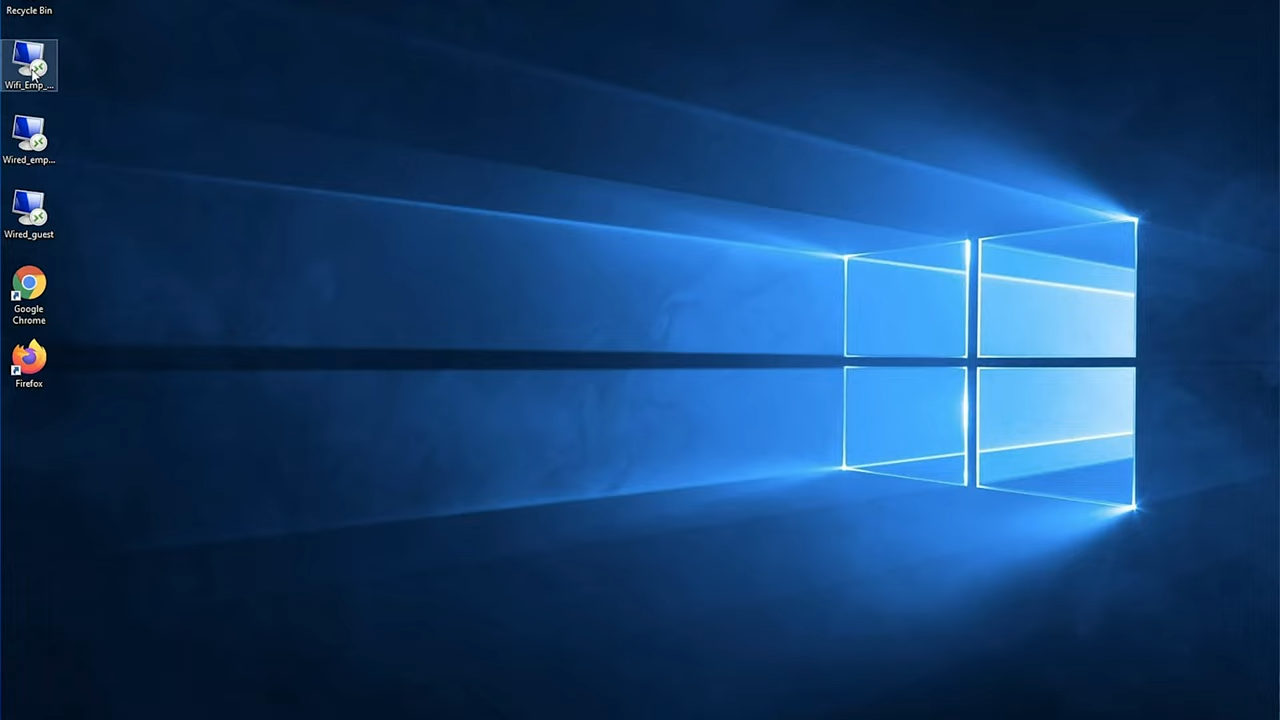 Recycle Bin
Wifi_Emp_...
Wired_emp...
Wired_guest
Google
Chrome
Firefox